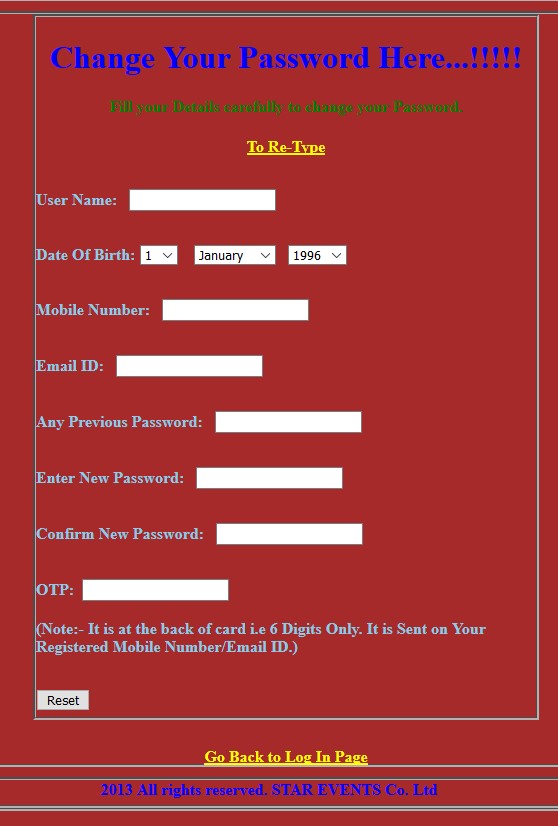 Change Your Password Here...!!!!!
Fill your Details carefully to change your Password.
To Re-Type
User Name:
Date Of Birth: 1 January 1996
Mobile Number:
Email ID:
Any Previous Password:
Enter New Password:
Confirm New Password:
OTP:
(Note:- It is at the back of card i.e 6 Digits Only. It is Sent on Your
Registered Mobile Number/Email ID.)
Reset
Go Back to Log In Page
2013 All rights reserved. STAR EVENTS Co. Ltd